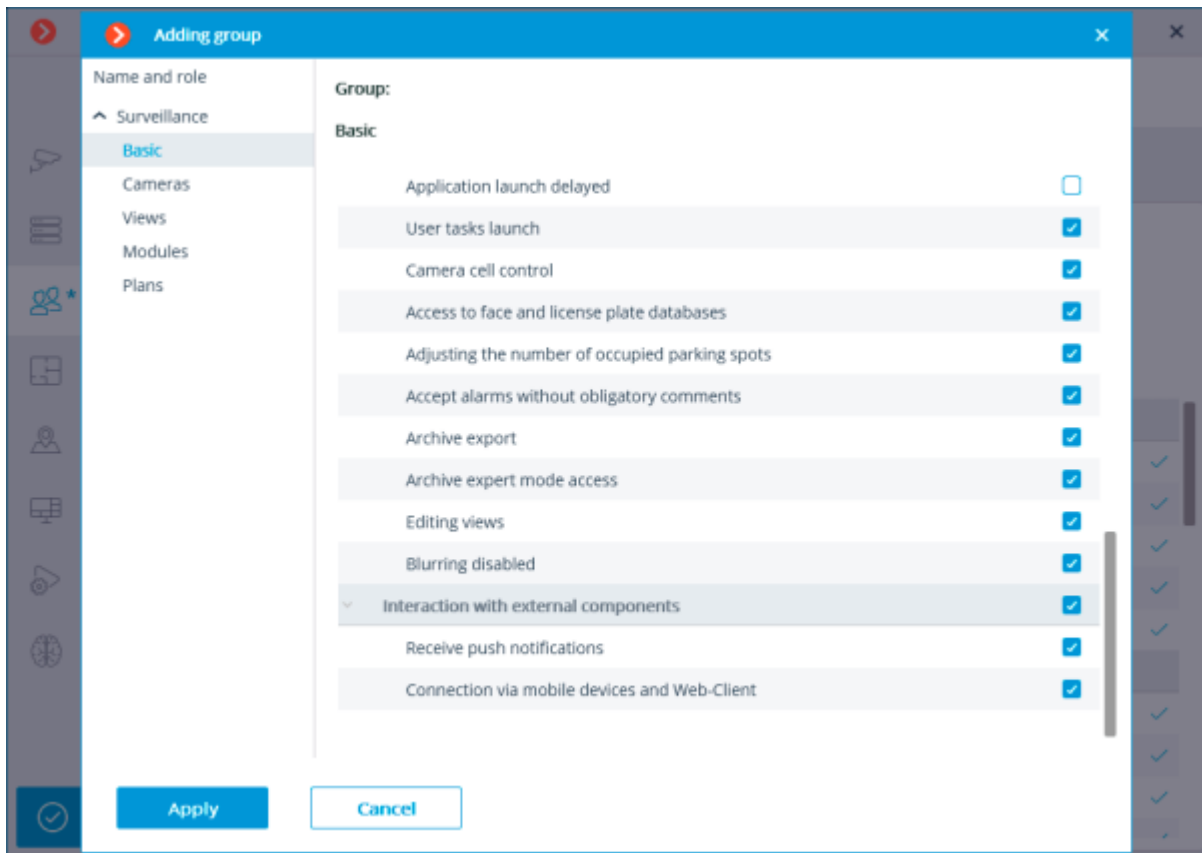 Adding group
Name and role
Surveillance
Basic
Cameras
Views
Modules
Plans
Group:
Basic
Application launch delayed
User tasks launch
Camera cell control
Access to face and license plate databases
Adjusting the number of occupied parking spots
Accept alarms without obligatory comments
Archive export
Archive expert mode access
Editing views
Blurring disabled
Interaction with external components
Receive push notifications
Connection via mobile devices and Web-Client
Apply
Cancel